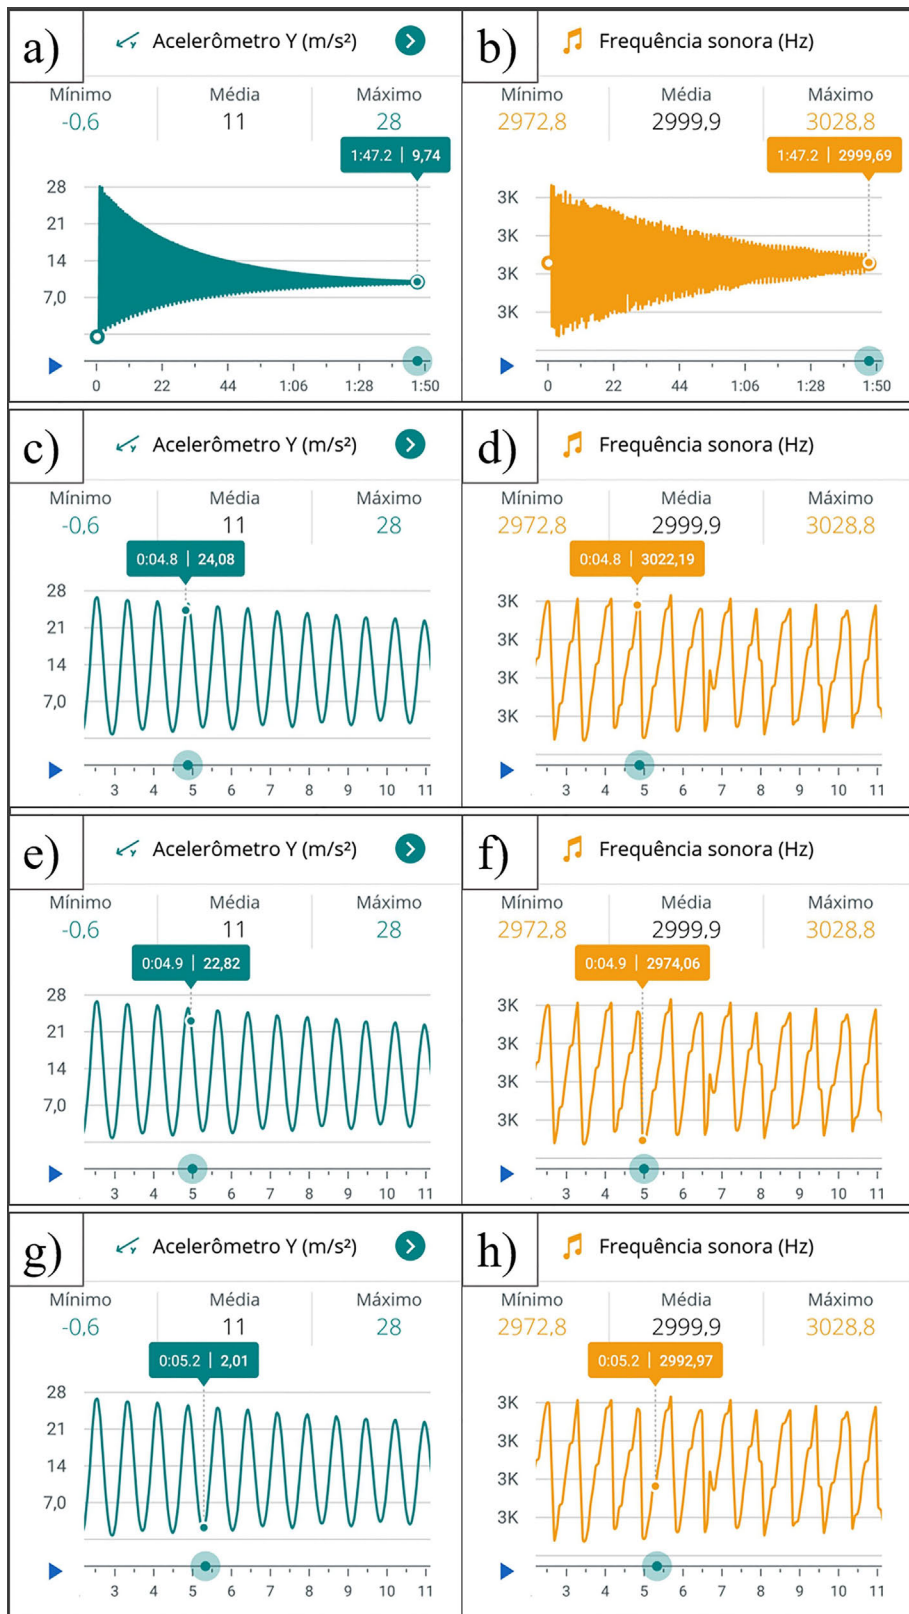 a) Acelerômetro Y (m/s²)
Mínimo Média Máximo
-0,6 11 28
1:47.2 | 9,74
28
21
14
7,0
0 22 44 1:06 1:28 1:50
b) Frequência sonora (Hz)
Mínimo Média Máximo
2972,8 2999,9 3028,8
1:47.2 | 2999,69
3K
3K
3K
3K
0 22 44 1:06 1:28 1:50
c) Acelerômetro Y (m/s²)
Mínimo Média Máximo
-0,6 11 28
0:04.8 | 24,08
28
21
14
7,0
3 4 5 6 7 8 9 10 11
d) Frequência sonora (Hz)
Mínimo Média Máximo
2972,8 2999,9 3028,8
0:04.8 | 3022,19
3K
3K
3K
3K
3 4 5 6 7 8 9 10 11
e) Acelerômetro Y (m/s²)
Mínimo Média Máximo
-0,6 11 28
0:04.9 | 22,82
28
21
14
7,0
3 4 5 6 7 8 9 10 11
f) Frequência sonora (Hz)
Mínimo Média Máximo
2972,8 2999,9 3028,8
0:04.9 | 2974,06
3K
3K
3K
3K
3 4 5 6 7 8 9 10 11
g) Acelerômetro Y (m/s²)
Mínimo Média Máximo
-0,6 11 28
0:05.2 | 2,01
28
21
14
7,0
3 4 5 6 7 8 9 10 11
h) Frequência sonora (Hz)
Mínimo Média Máximo
2972,8 2999,9 3028,8
0:05.2 | 2992,97
3K
3K
3K
3K
3 4 5 6 7 8 9 10 11